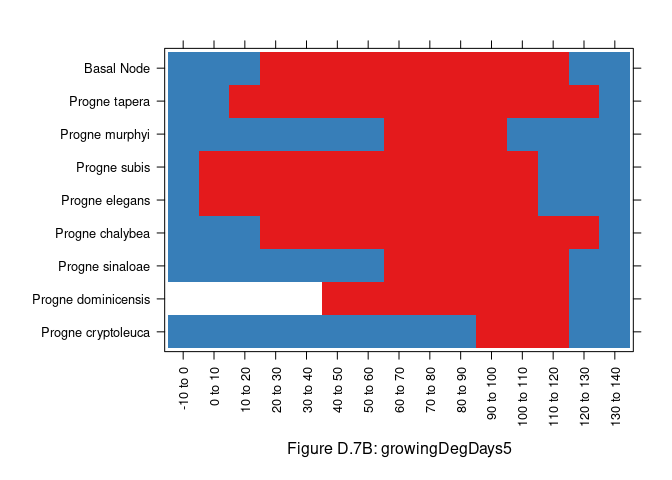 Basal Node
Progne tapera
Progne murphyi
Progne subis
Progne elegans
Progne chalybea
Progne sinaloae
Progne dominicensis
Progne cryptoleuca
-10 to 0
0 to 10
10 to 20
20 to 30
30 to 40
40 to 50
50 to 60
60 to 70
70 to 80
80 to 90
90 to 100
100 to 110
110 to 120
120 to 130
130 to 140
Figure D.7B: growingDegDays5